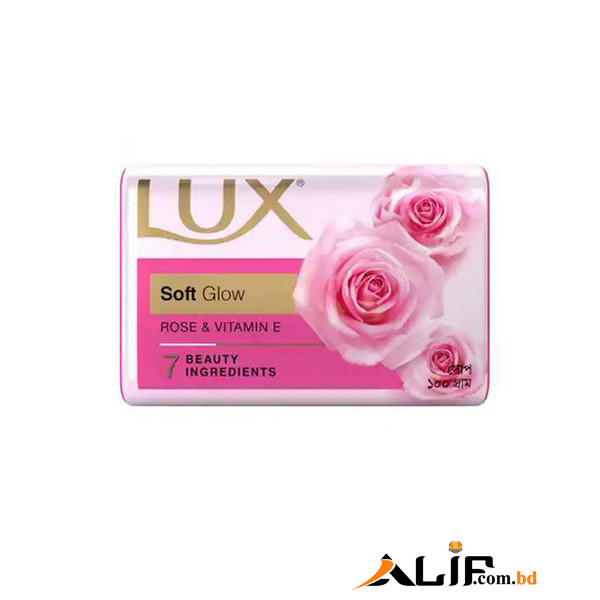 LUX®
Soft Glow
ROSE & VITAMIN E
7 BEAUTY
INGREDIENTS
সোপ
১০০ গ্রাম
ALIF.com.bd